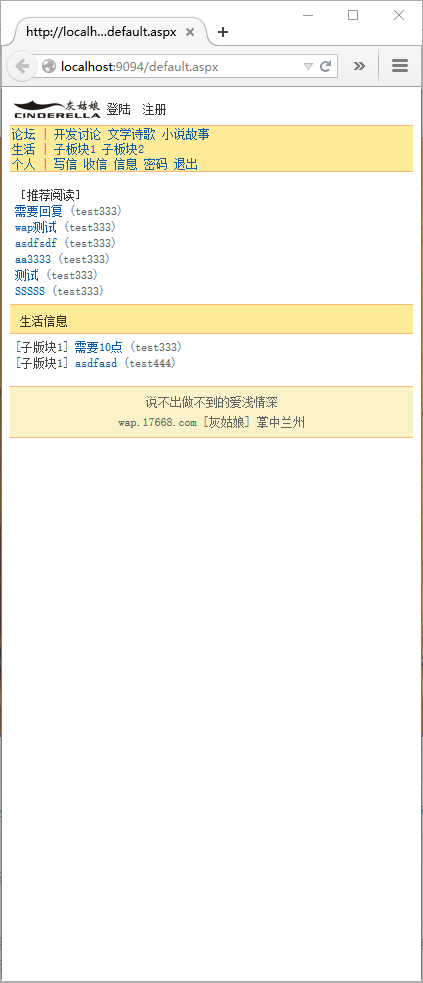 http://localh...default.aspx
localhost:9094/default.aspx
灰姑娘
CINDERELLA 登陆 注册
论坛 | 开发讨论 文学诗歌 小说故事
生活 | 子板块1 子板块2
个人 | 写信 收信 信息 密码 退出
[推荐阅读]
需要回复 (test333)
wap测试 (test333)
asdfsdf (test333)
aa3333 (test333)
测试 (test333)
SSSSS (test333)
生活信息
[子版块1] 需要10点 (test333)
[子版块1] asdfasd (test444)
说不出做不到的爱浅情深
wap.17668.com [灰姑娘] 掌中兰州